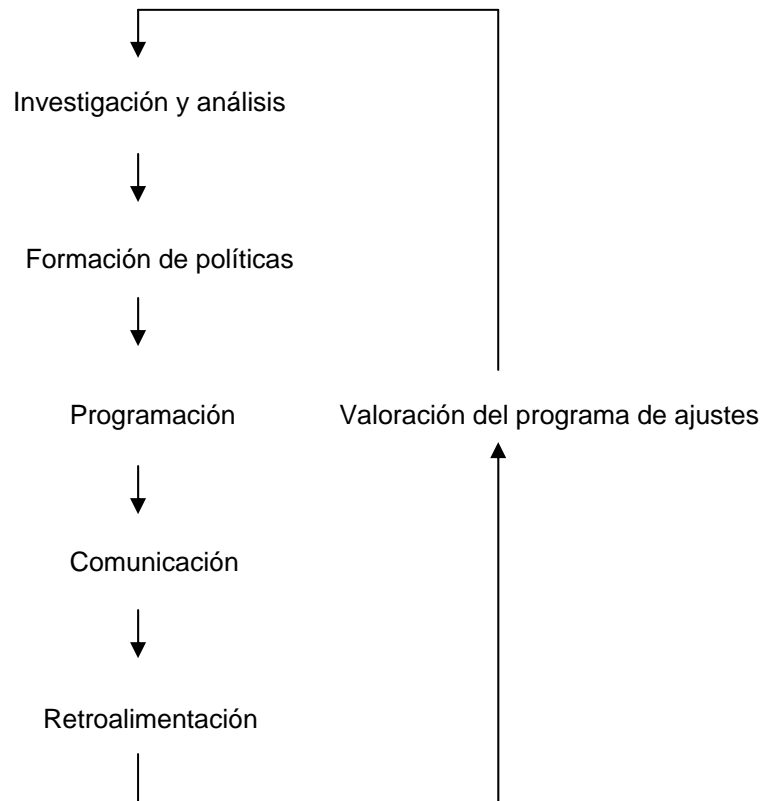 Investigación y análisis
Formación de políticas
Programación
Valoración del programa de ajustes
Comunicación
Retroalimentación